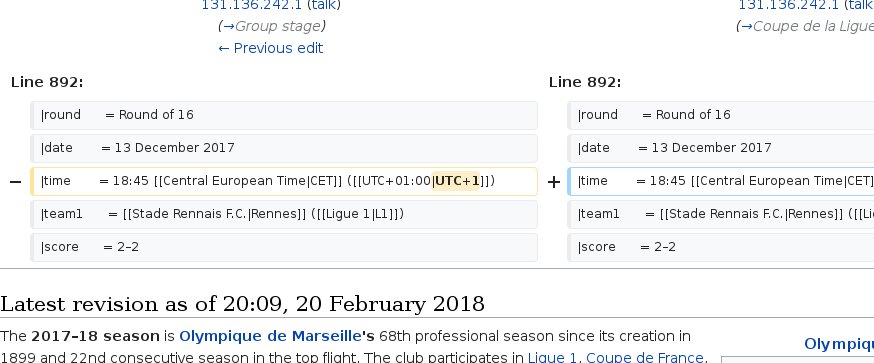 131.136.242.1 (talk)
(→Group stage)
← Previous edit
131.136.242.1 (talk
(→Coupe de la Ligue
Line 892:
|round = Round of 16
|date = 13 December 2017
− |time = 18:45 [[Central European Time|CET]] ([[UTC+01:00|UTC+1]])
|team1 = [[Stade Rennais F.C.|Rennes]] ([[Ligue 1|L1]])
|score = 2–2
Line 892:
|round = Round of 16
|date = 13 December 2017
+ |time = 18:45 [[Central European Time|CET]
|team1 = [[Stade Rennais F.C.|Rennes]] ([[Li
|score = 2–2
Latest revision as of 20:09, 20 February 2018
The 2017–18 season is Olympique de Marseille's 68th professional season since its creation in
1899 and 22nd consecutive season in the top flight. The club participates in Ligue 1, Coupe de France,
Olympiqu